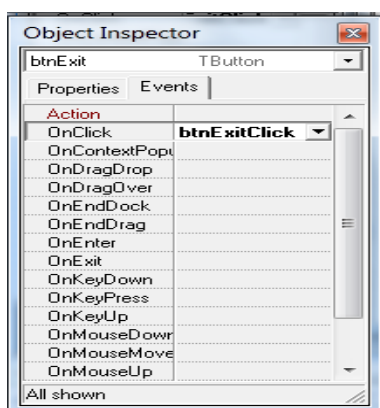 Object Inspector
btnExit TButton
Properties Events
Action
OnClick btnExitClick
OnContextPopu
OnDragDrop
OnDragOver
OnEndDock
OnEndDrag
OnEnter
OnExit
OnKeyDown
OnKeyPress
OnKeyUp
OnMouseDown
OnMouseMove
OnMouseUp
All shown